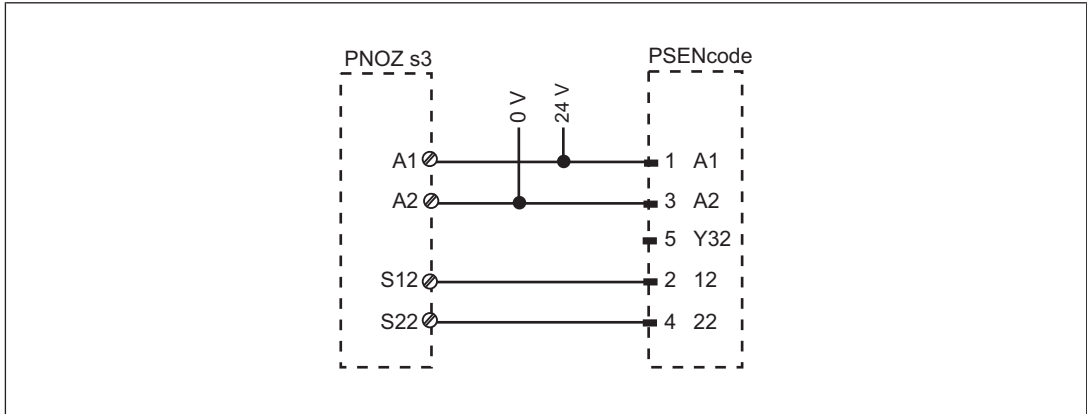 PNOZ s3
PSENcode
0 V
24 V
A1
1 A1
A2
3 A2
5 Y32
S12
2 12
S22
4 22